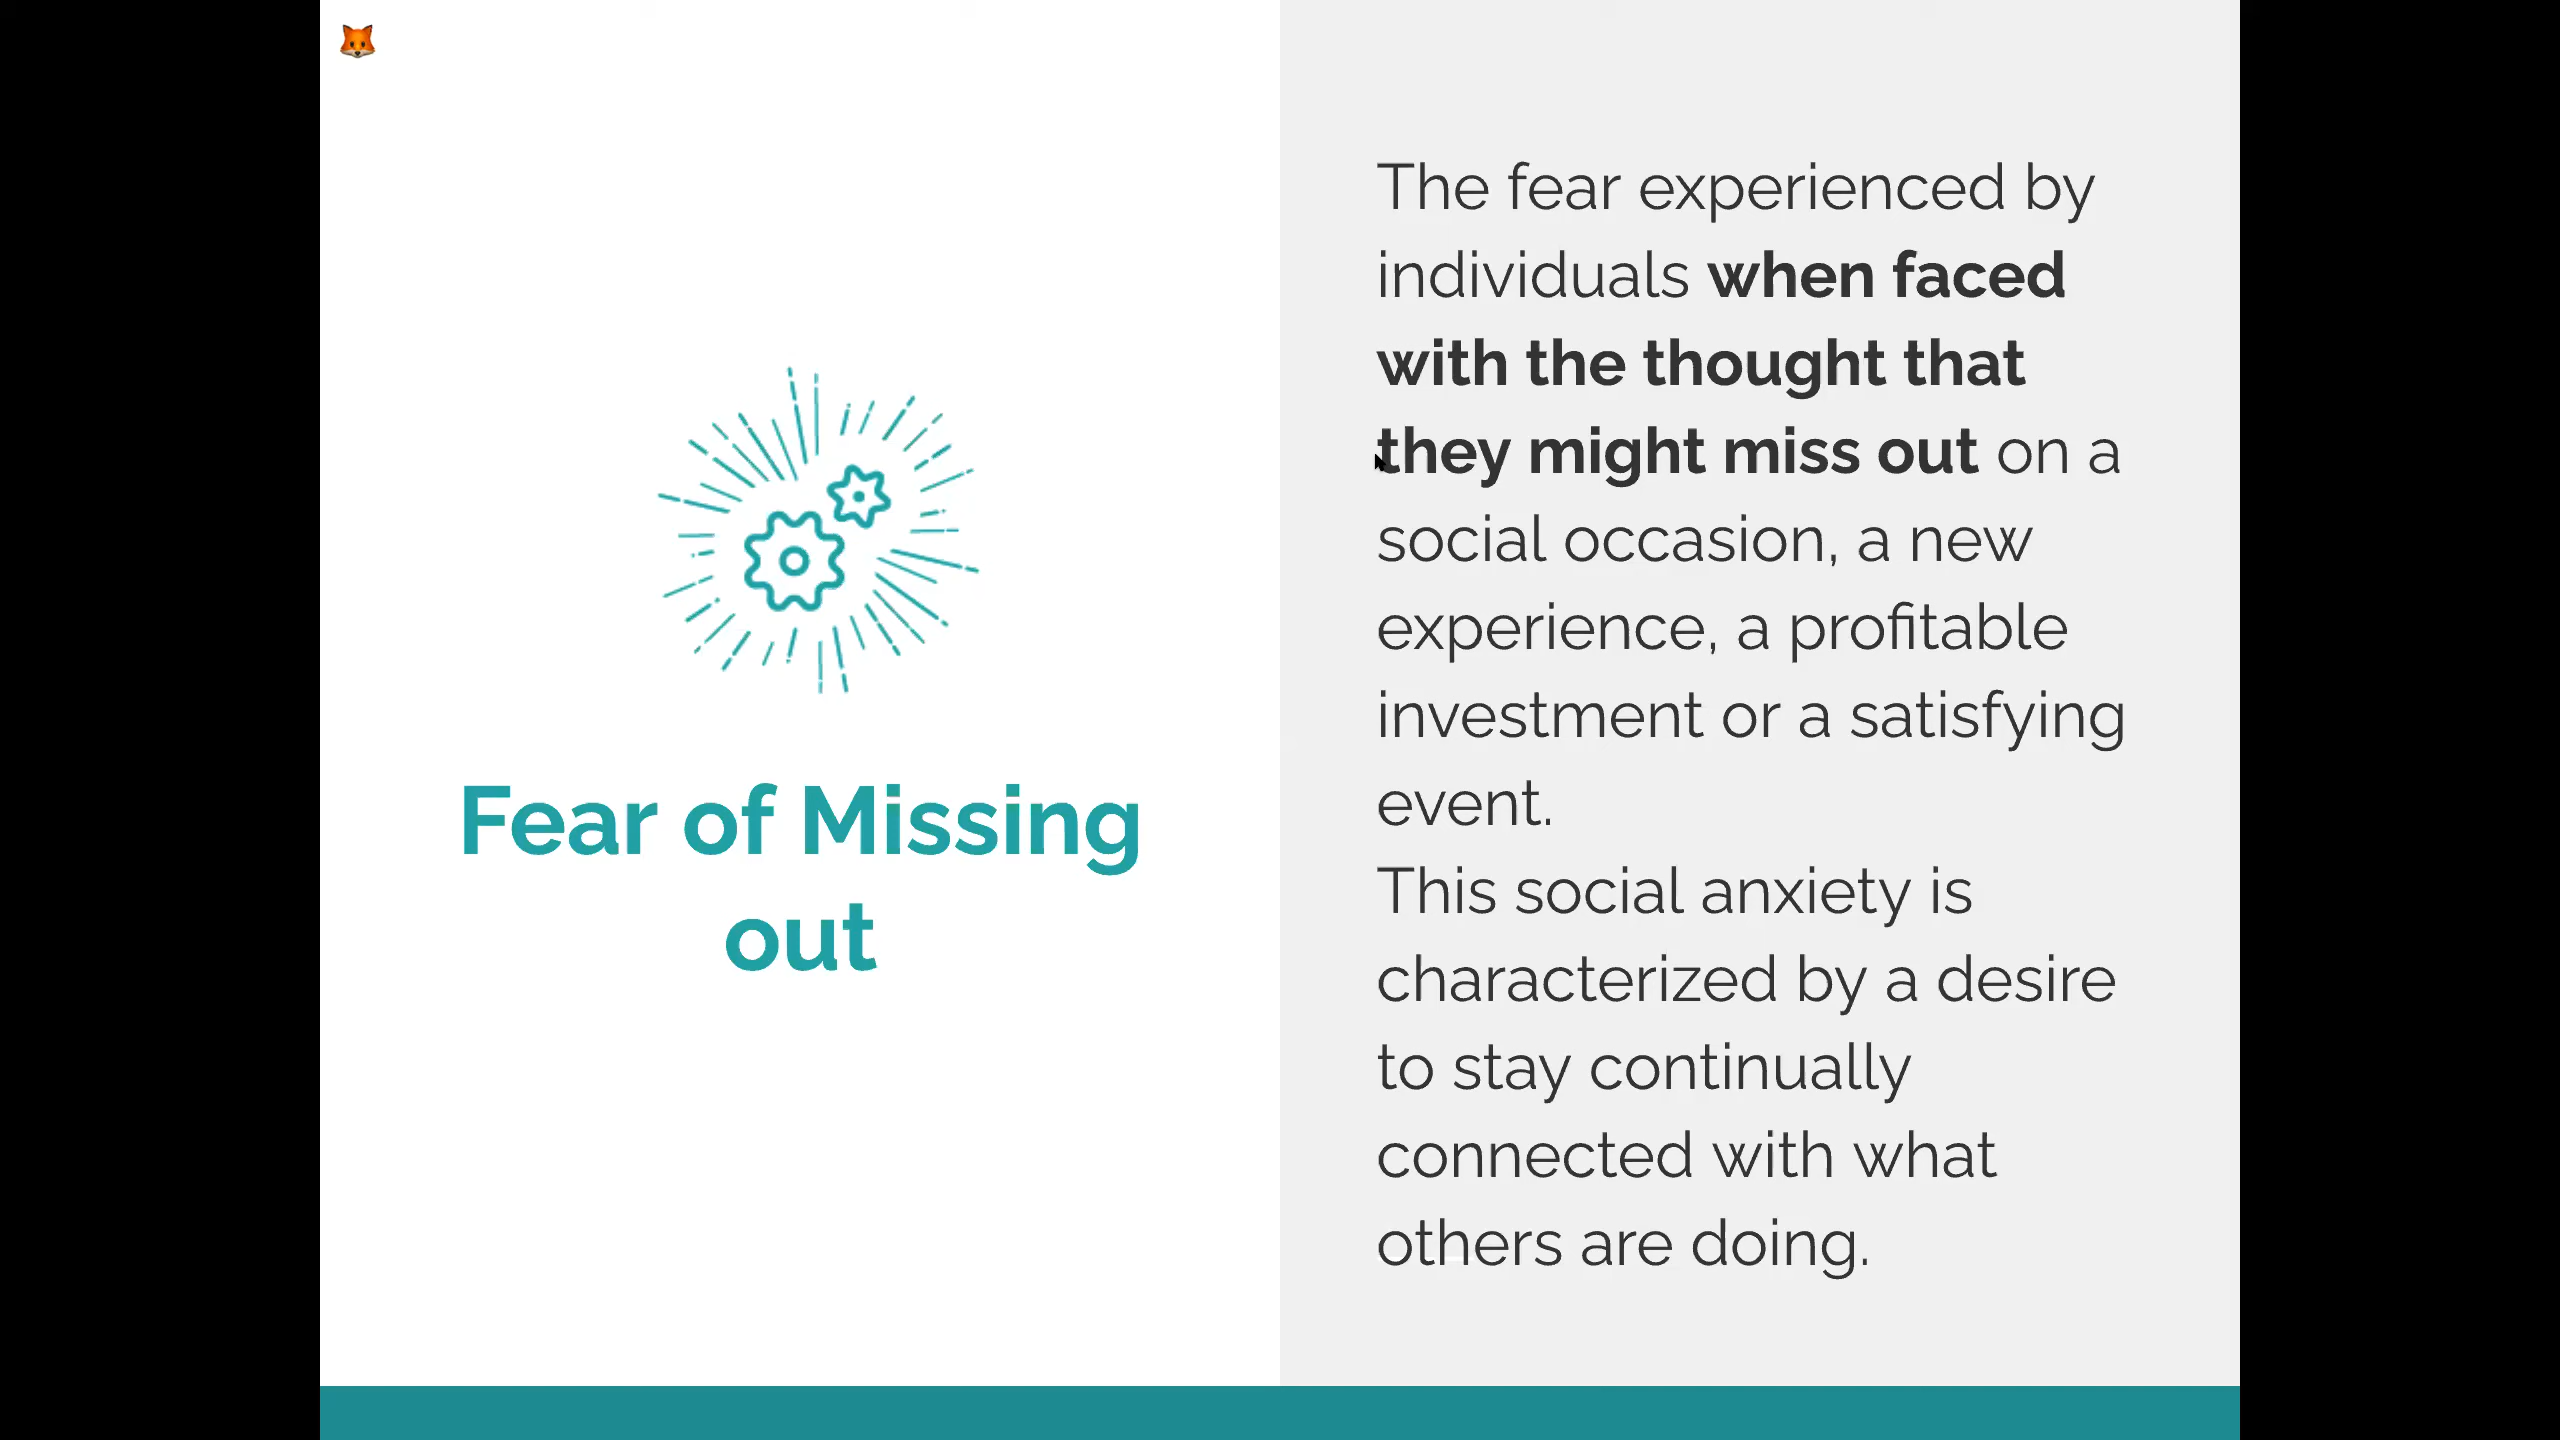 Fear of Missing
out
The fear experienced by
individuals when faced
with the thought that
they might miss out on a
social occasion, a new
experience, a profitable
investment or a satisfying
event.
This social anxiety is
characterized by a desire
to stay continually
connected with what
others are doing.